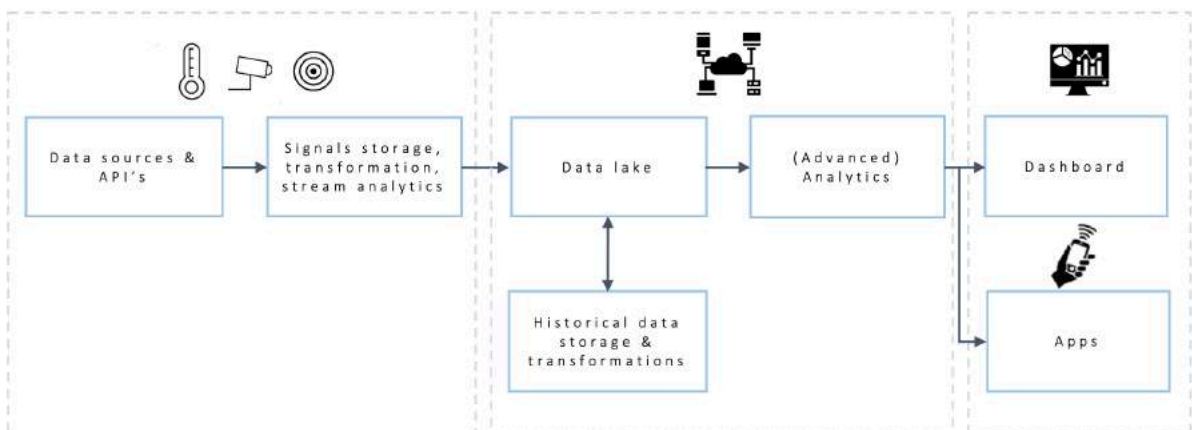 Data sources &
API's
Signals storage,
transformation,
stream analytics
Data lake
(Advanced)
Analytics
Dashboard
Historical data
storage &
transformations
Apps